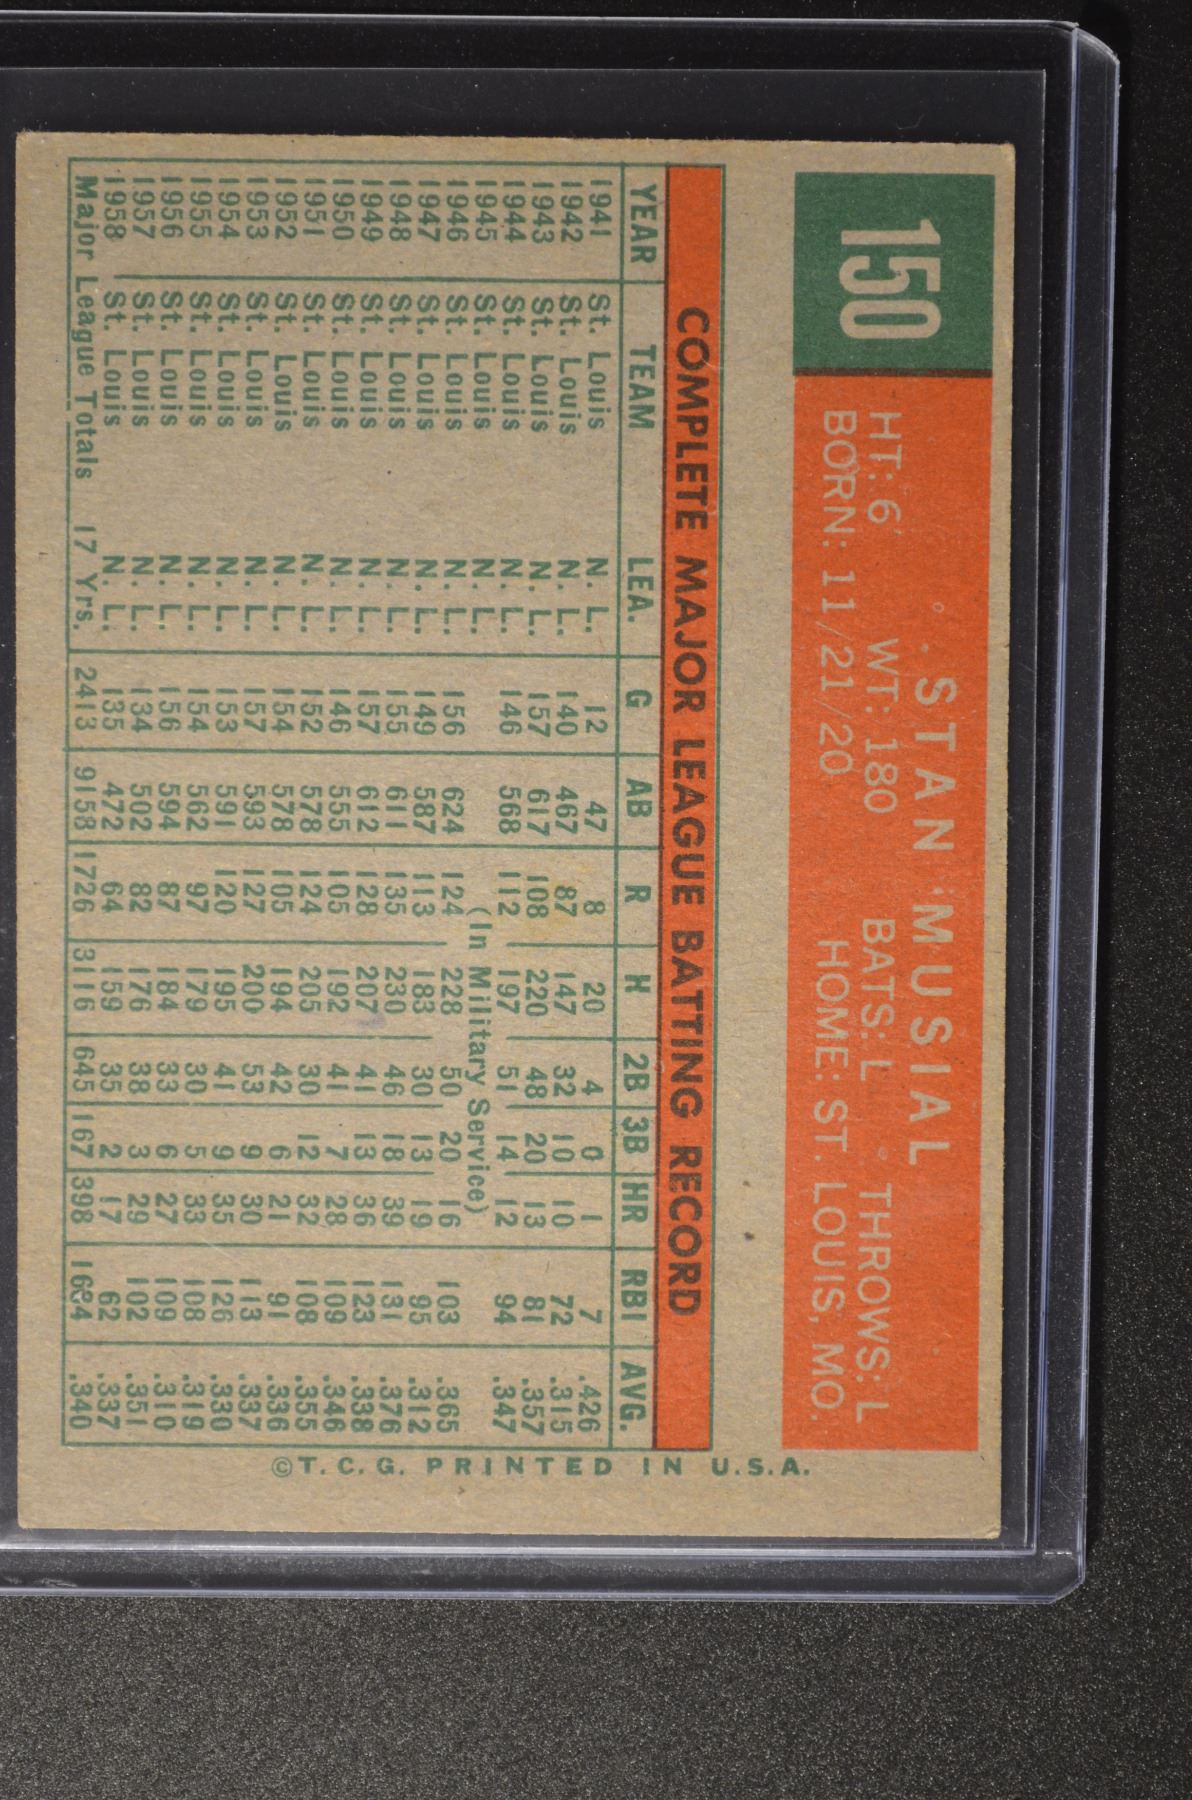 150
STAN MUSIAL
HT: 6' WT: 180 BATS: L THROWS: L
BORN: 11/21/20 HOME: ST. LOUIS, MO.
COMPLETE MAJOR LEAGUE BATTING RECORD
YEAR TEAM LEA. G AB R H 2B 3B HR RBI AVG.
1941 St. Louis N. L. 12 47 8 20 4 0 1 7 .426
1942 St. Louis N. L. 140 467 87 147 32 10 10 72 .315
1943 St. Louis N. L. 157 617 108 220 48 20 13 81 .357
1944 St. Louis N. L. 146 568 112 197 51 14 12 94 .347
1945 St. Louis N. L. (In Military Service)
1946 St. Louis N. L. 156 624 124 228 50 20 16 103 .365
1947 St. Louis N. L. 149 587 113 183 30 13 19 95 .312
1948 St. Louis N. L. 155 611 135 230 46 18 39 131 .376
1949 St. Louis N. L. 157 612 128 207 41 13 36 123 .338
1950 St. Louis N. L. 146 555 105 192 41 7 28 109 .346
1951 St. Louis N. L. 152 578 124 205 30 12 32 108 .355
1952 St. Louis N. L. 154 578 105 194 42 6 21 91 .336
1953 St. Louis N. L. 157 593 127 200 53 9 30 113 .337
1954 St. Louis N. L. 153 591 120 195 41 9 35 126 .330
1955 St. Louis N. L. 154 562 97 179 30 5 33 108 .319
1956 St. Louis N. L. 156 594 87 184 33 6 27 109 .310
1957 St. Louis N. L. 134 502 82 176 38 3 29 102 .351
1958 St. Louis N. L. 135 472 64 159 35 2 17 62 .337
Major League Totals 17 Yrs. 2413 9158 1726 3116 645 167 398 1634 .340
©T.C.G. PRINTED IN U.S.A.